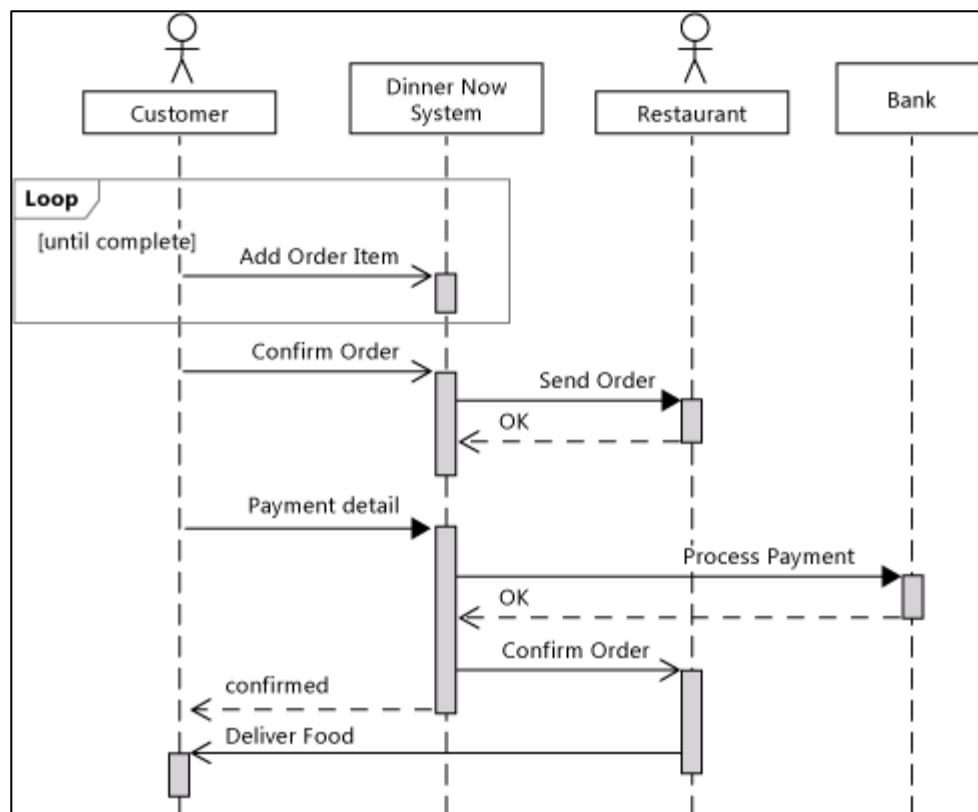 Customer
Dinner Now
System
Restaurant
Bank
Loop
[until complete]
Add Order Item
Confirm Order
Send Order
OK
Payment detail
Process Payment
OK
Confirm Order
confirmed
Deliver Food